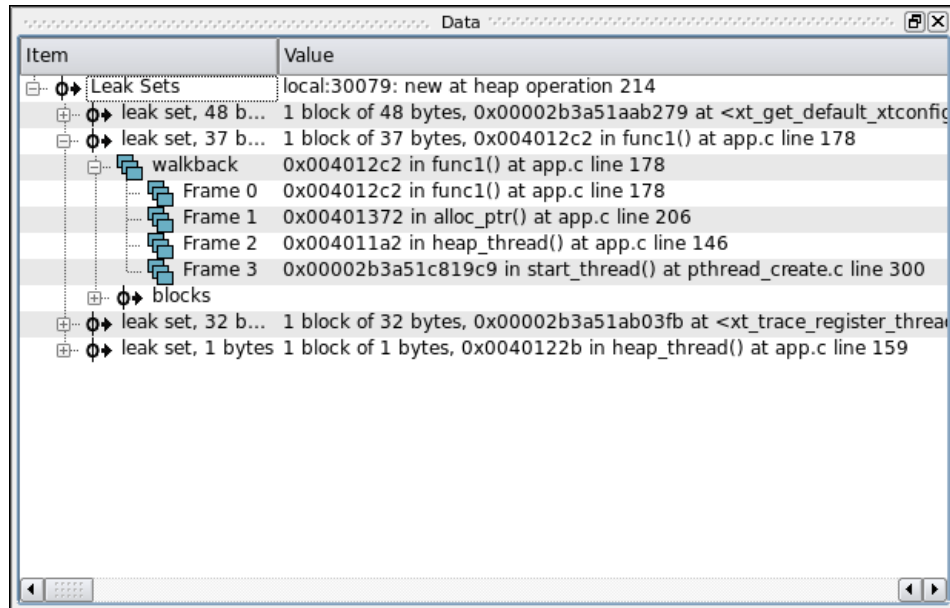 Data
Item Value
Leak Sets local:30079: new at heap operation 214
leak set, 48 b... 1 block of 48 bytes, 0x00002b3a51aab279 at <xt_get_default_xtconfig
leak set, 37 b... 1 block of 37 bytes, 0x004012c2 in func1() at app.c line 178
walkback 0x004012c2 in func1() at app.c line 178
Frame 0 0x004012c2 in func1() at app.c line 178
Frame 1 0x00401372 in alloc_ptr() at app.c line 206
Frame 2 0x004011a2 in heap_thread() at app.c line 146
Frame 3 0x00002b3a51c819c9 in start_thread() at pthread_create.c line 300
blocks
leak set, 32 b... 1 block of 32 bytes, 0x00002b3a51ab03fb at <xt_trace_register_threa
leak set, 1 bytes 1 block of 1 bytes, 0x0040122b in heap_thread() at app.c line 159